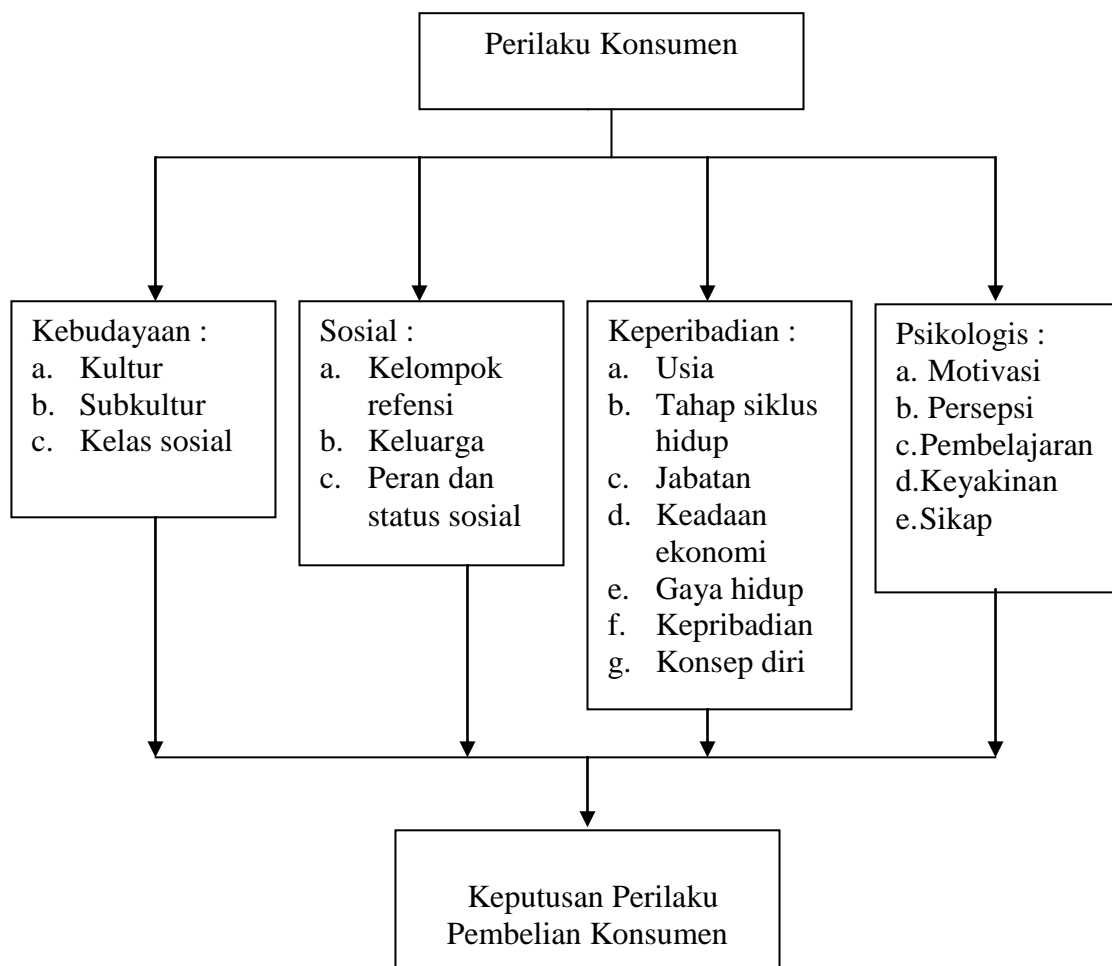 Perilaku Konsumen
Kebudayaan :
a. Kultur
b. Subkultur
c. Kelas sosial
Sosial :
a. Kelompok
refensi
b. Keluarga
c. Peran dan
status sosial
Keperibadian :
a. Usia
b. Tahap siklus
hidup
c. Jabatan
d. Keadaan
ekonomi
e. Gaya hidup
f. Kepribadian
g. Konsep diri
Psikologis :
a. Motivasi
b. Persepsi
c.Pembelajaran
d.Keyakinan
e.Sikap
Keputusan Perilaku
Pembelian Konsumen